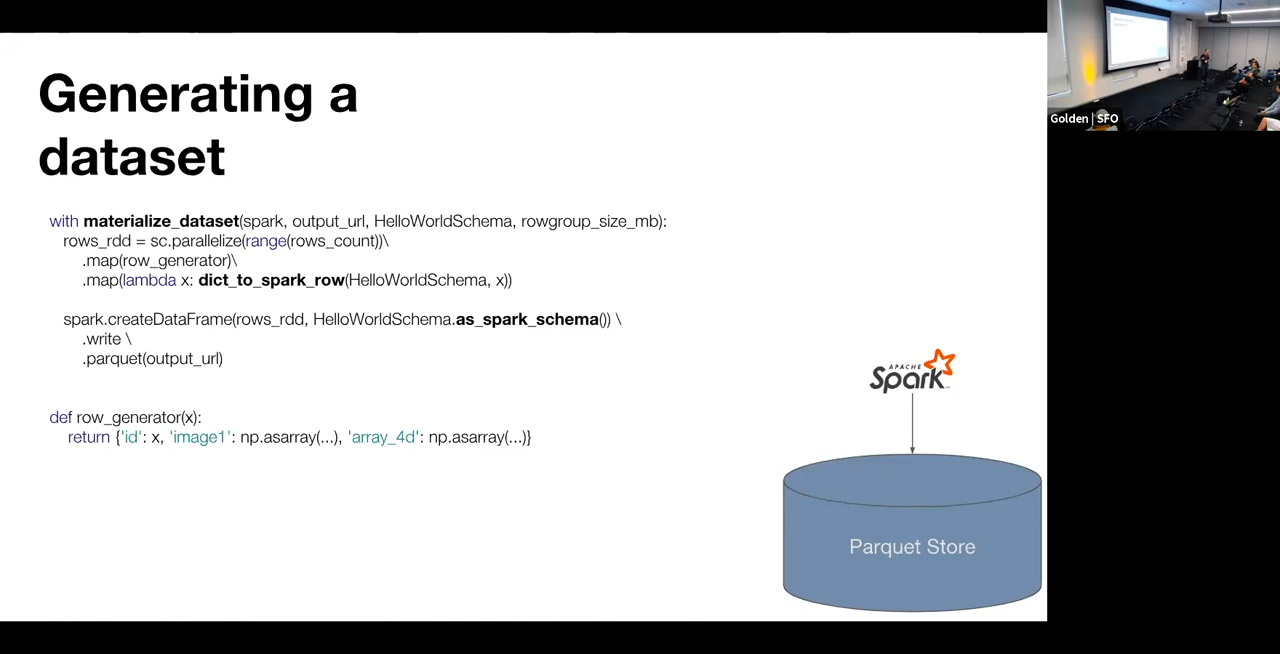 Generating a
dataset
with materialize_dataset(spark, output_url, HelloWorldSchema, rowgroup_size_mb):
rows_rdd = sc.parallelize(range(rows_count))\
.map(row_generator)\
.map(lambda x: dict_to_spark_row(HelloWorldSchema, x))
spark.createDataFrame(rows_rdd, HelloWorldSchema.as_spark_schema()) \
.write \
.parquet(output_url)
def row_generator(x):
return {'id': x, 'image1': np.asarray(...), 'array_4d': np.asarray(...)}
APACHE
Spark
Parquet Store
Golden | SFO